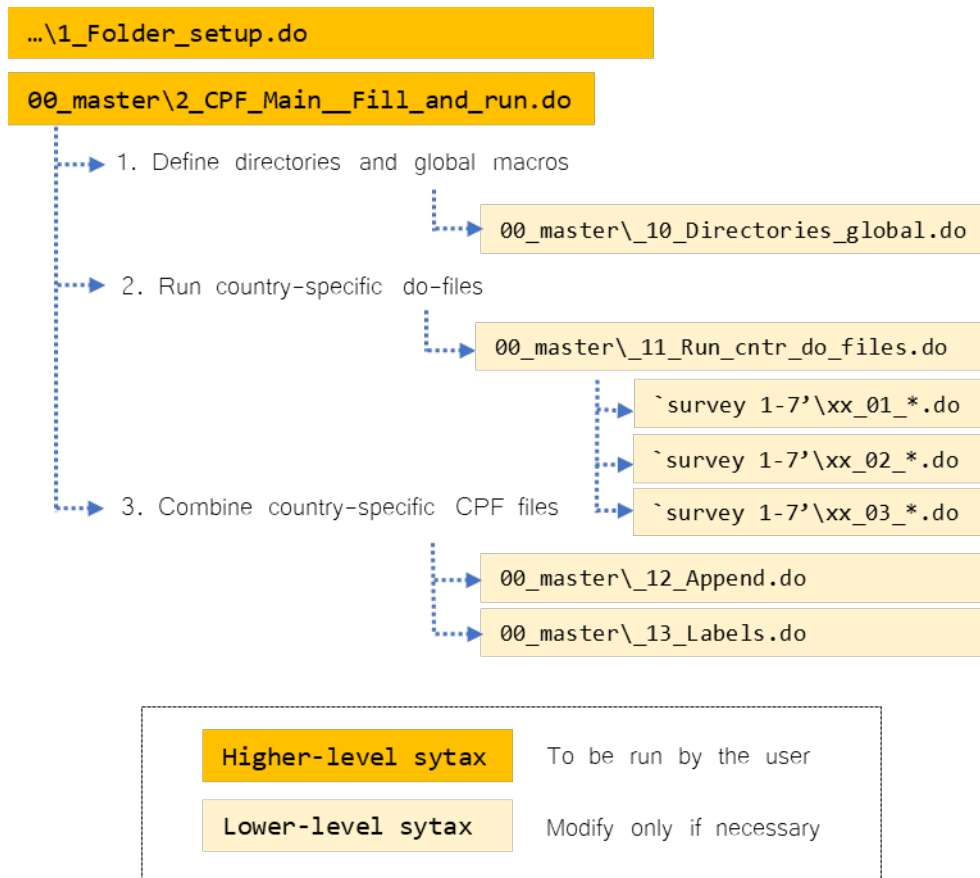 …\1_Folder_setup.do
00_master\2_CPF_Main__Fill_and_run.do
1. Define directories and global macros
00_master\_10_Directories_global.do
2. Run country-specific do-files
00_master\_11_Run_cntr_do_files.do
`survey 1-7’\xx_01_*.do
`survey 1-7’\xx_02_*.do
`survey 1-7’\xx_03_*.do
3. Combine country-specific CPF files
00_master\_12_Append.do
00_master\_13_Labels.do
Higher-level sytax To be run by the user
Lower-level sytax Modify only if necessary